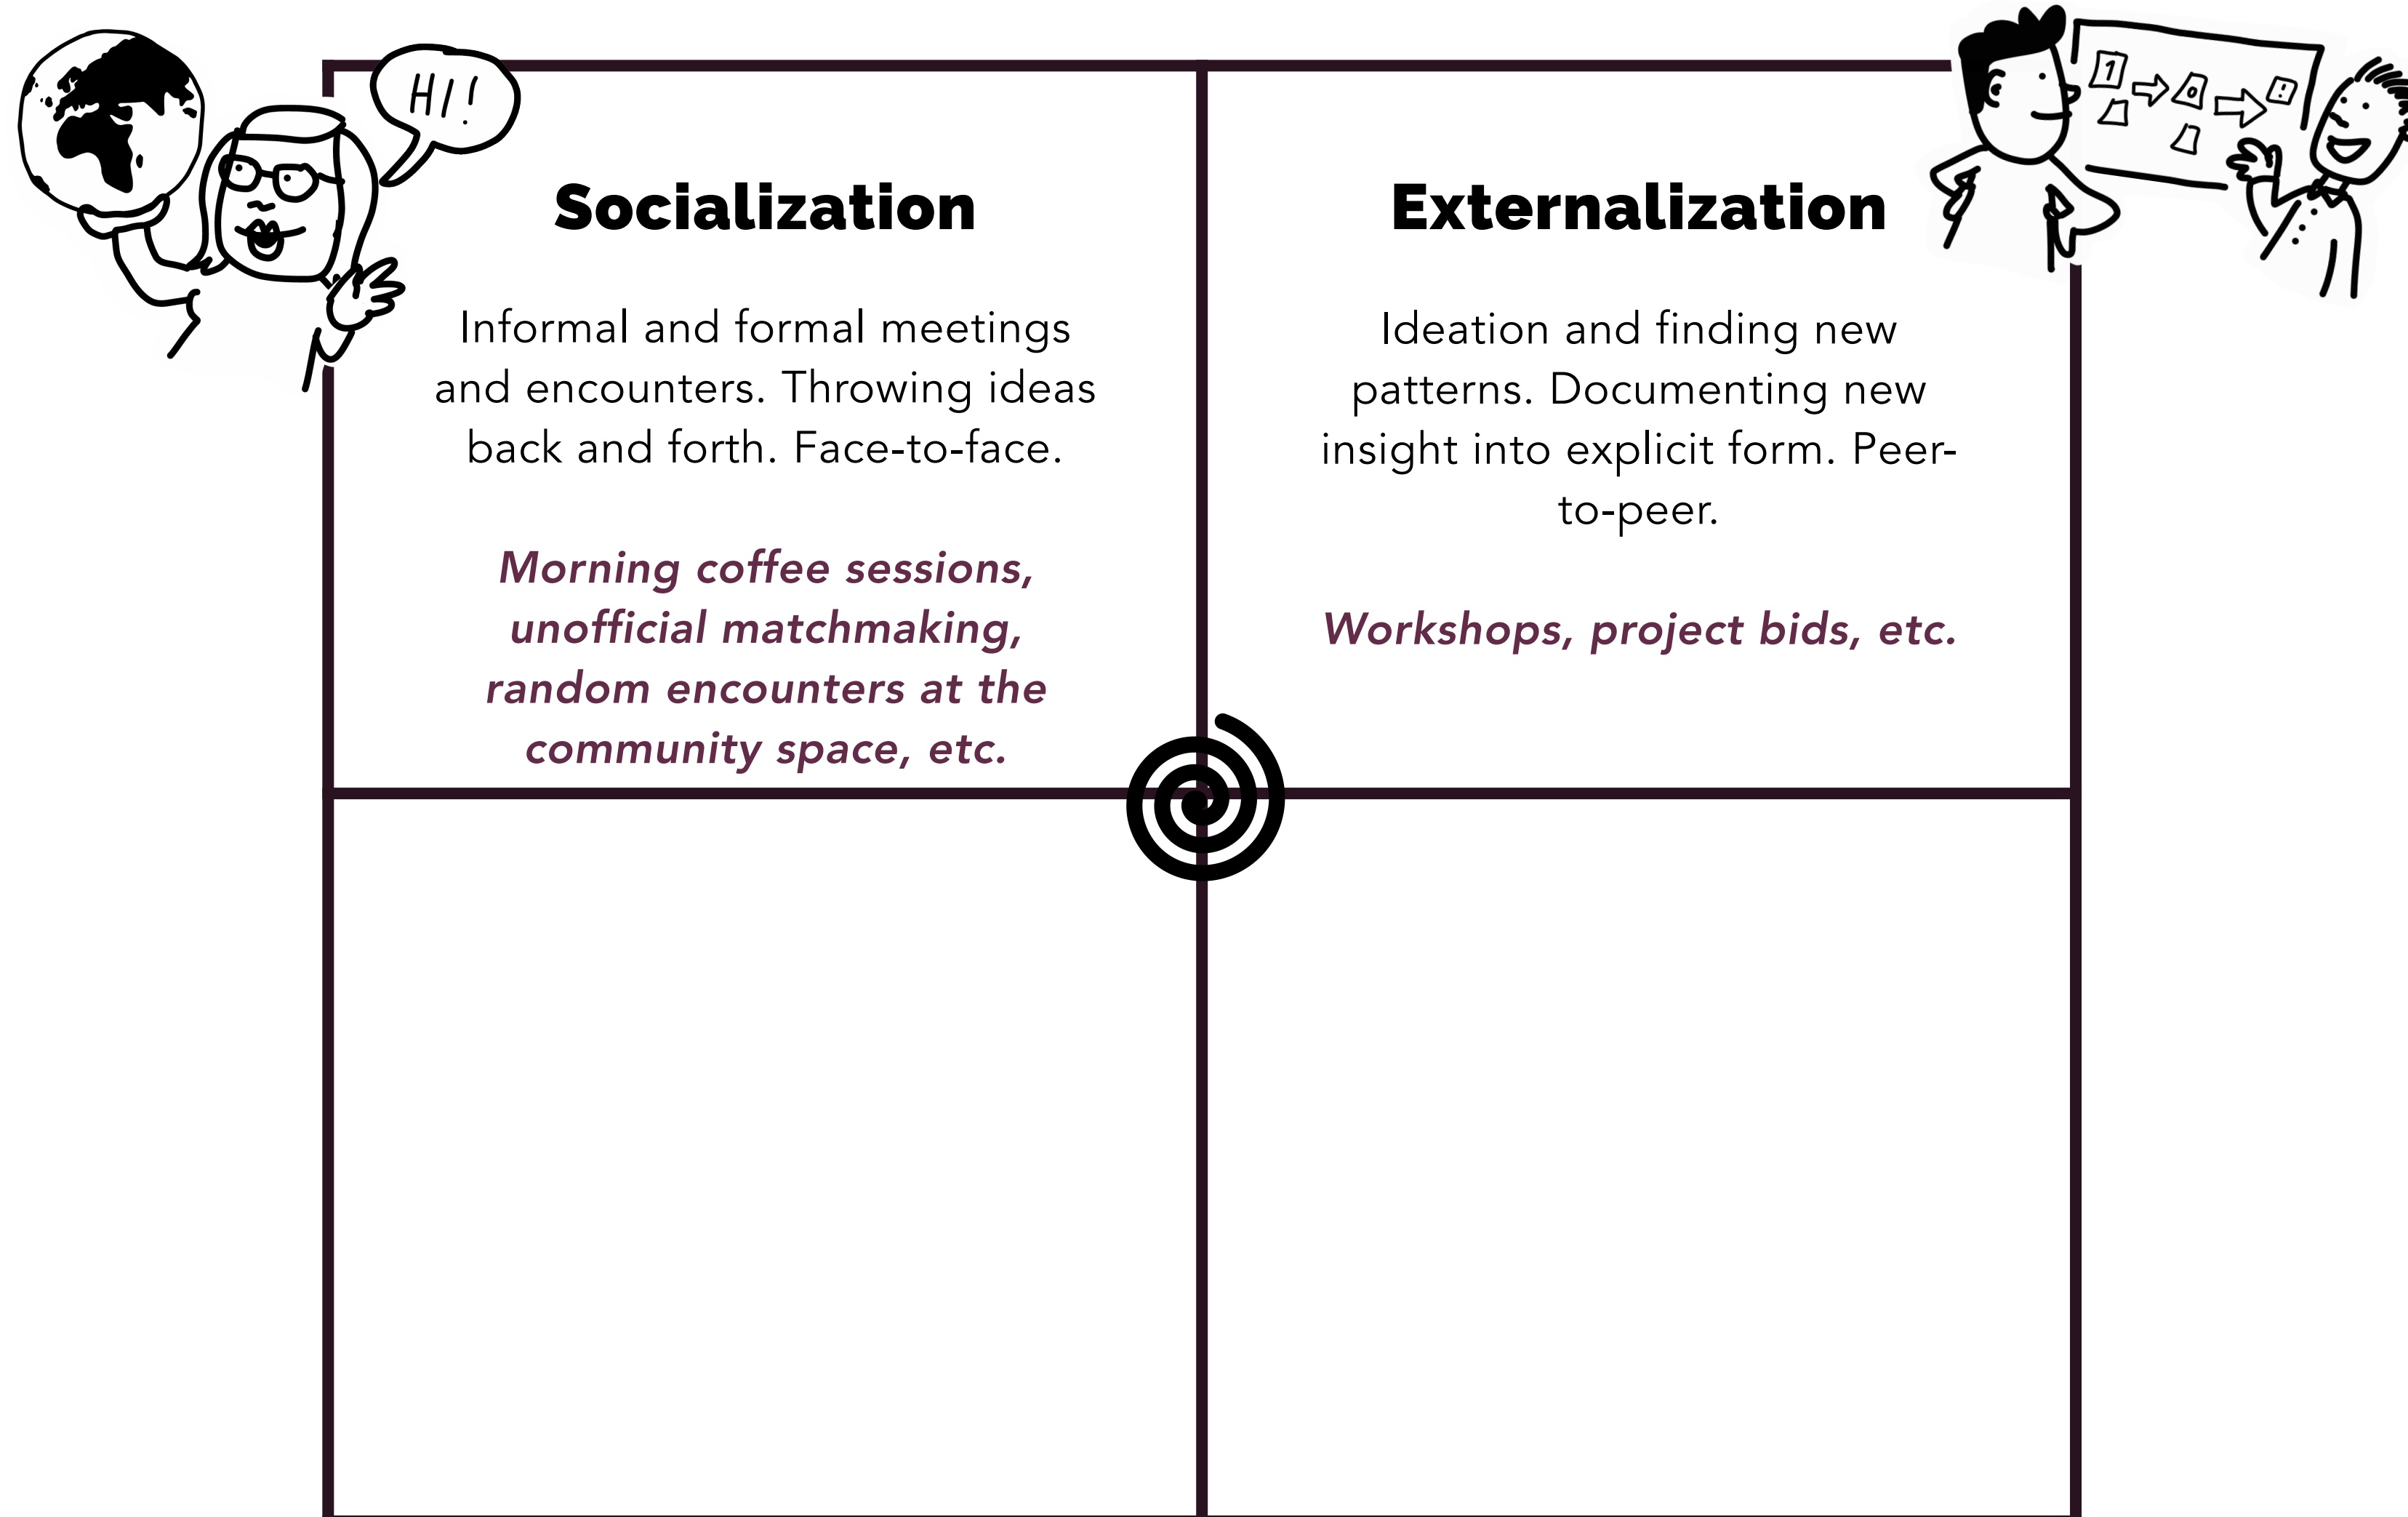 HI!
Socialization
Informal and formal meetings
and encounters. Throwing ideas
back and forth. Face-to-face.
Morning coffee sessions,
unofficial matchmaking,
random encounters at the
community space, etc.
1
0
!
Externalization
Ideation and finding new
patterns. Documenting new
insight into explicit form. Peer-
to-peer.
Workshops, project bids, etc.